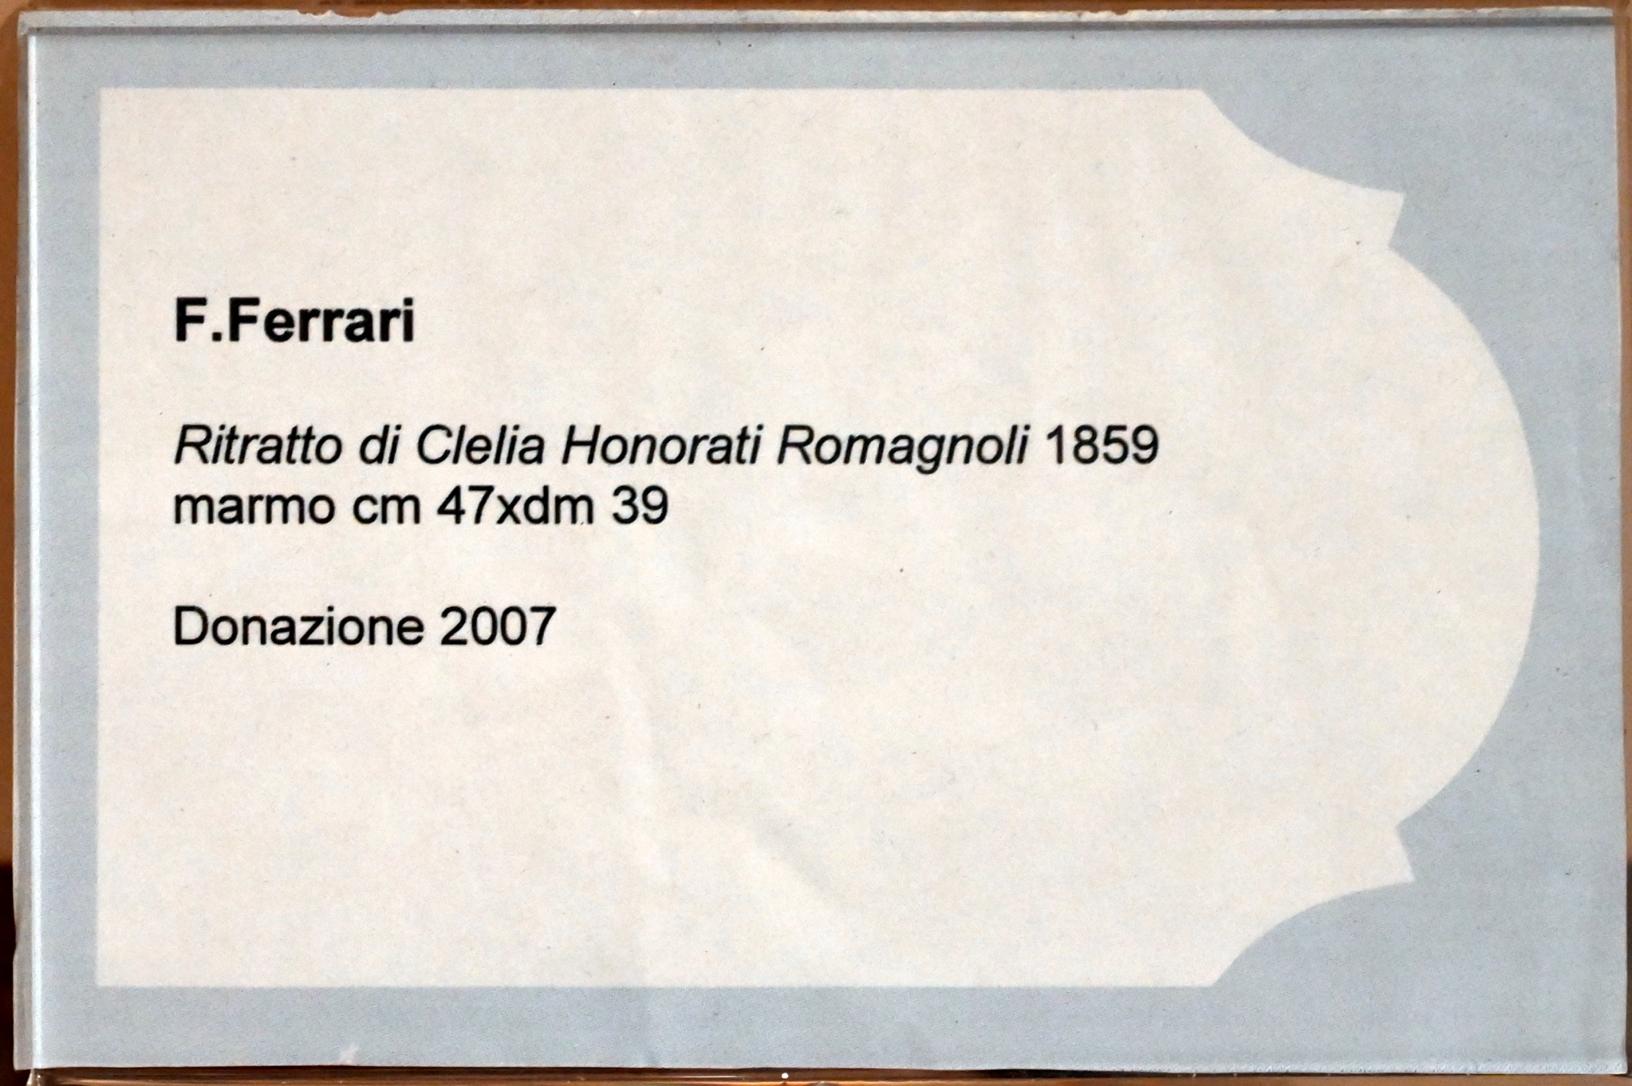 F.Ferrari
Ritratto di Clelia Honorati Romagnoli 1859
marmo cm 47xdm 39
Donazione 2007